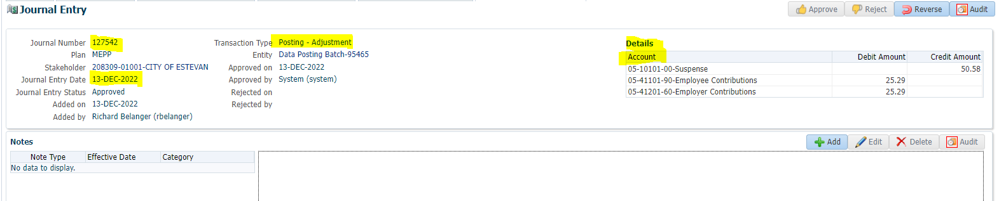 Journal Entry
Approve Reject Reverse Audit
Journal Number 127542 Transaction Type Posting - Adjustment Details
Plan MEPP Entity Data Posting Batch-95465 Account Debit Amount Credit Amount
Stakeholder 208309-01001-CITY OF ESTEVAN Approved on 13-DEC-2022 05-10101-00-Suspense 50.58
Journal Entry Date 13-DEC-2022 Approved by System (system) 05-41101-90-Employee Contributions 25.29
Journal Entry Status Approved Rejected on 05-41201-60-Employer Contributions 25.29
Added on 13-DEC-2022 Rejected by
Added by Richard Belanger (rbelanger)
Notes Add Edit Delete Audit
Note Type Effective Date Category
No data to display.